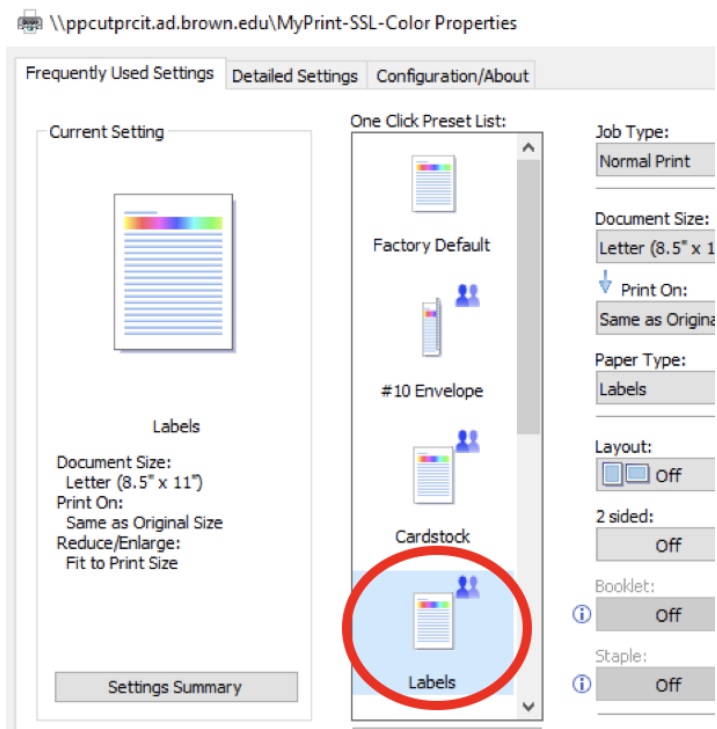 \\ppcutprcit.ad.brown.edu\MyPrint-SSL-Color Properties
Frequently Used Settings
Detailed Settings
Configuration/About
Current Setting
Labels
Document Size:
Letter (8.5" x 11")
Print On:
Same as Original Size
Reduce/Enlarge:
Fit to Print Size
Settings Summary
One Click Preset List:
Factory Default
#10 Envelope
Cardstock
Labels
Job Type:
Normal Print
Document Size:
Letter (8.5" x 1
Print On:
Same as Origina
Paper Type:
Labels
Layout:
Off
2 sided:
Off
Booklet:
Off
Staple:
Off